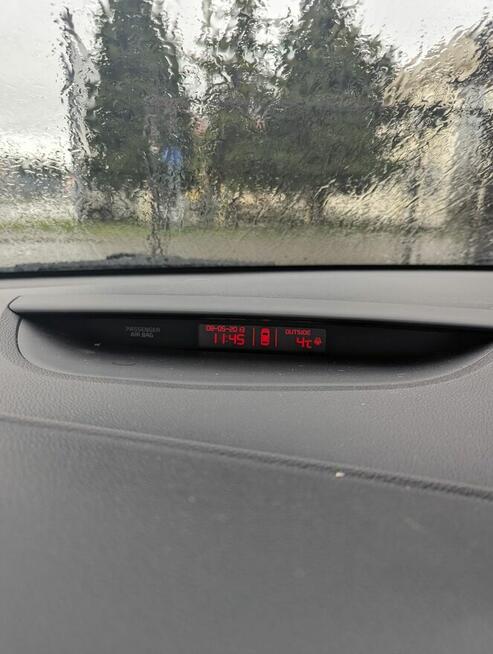 PASSENGER
AIR BAG
08-05-2013
11:45
OUTSIDE
4°C